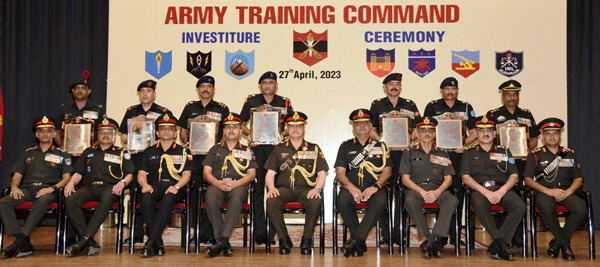 ARMY TRAINING COMMAND
INVESTITURE CEREMONY
27th April, 2023